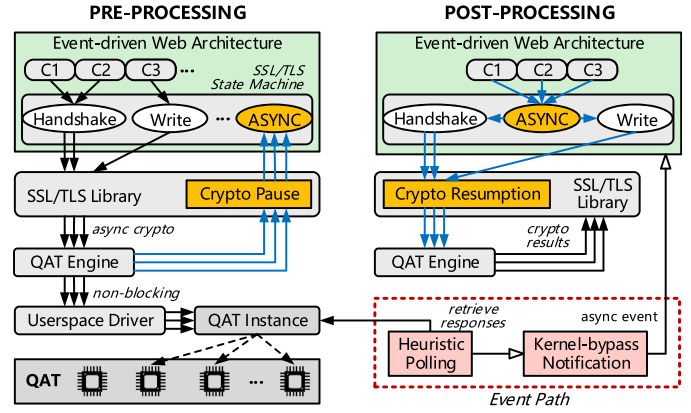 PRE-PROCESSING
Event-driven Web Architecture
C1 C2 C3 ...
SSL/TLS
State Machine
Handshake Write ... ASYNC
SSL/TLS Library
Crypto Pause
async crypto
QAT Engine
non-blocking
Userspace Driver
QAT Instance
QAT ...
POST-PROCESSING
Event-driven Web Architecture
C1 C2 C3
Handshake ASYNC Write
Crypto Resumption
SSL/TLS
Library
QAT Engine
crypto
results
retrieve
responses
async event
Heuristic
Polling
Kernel-bypass
Notification
Event Path